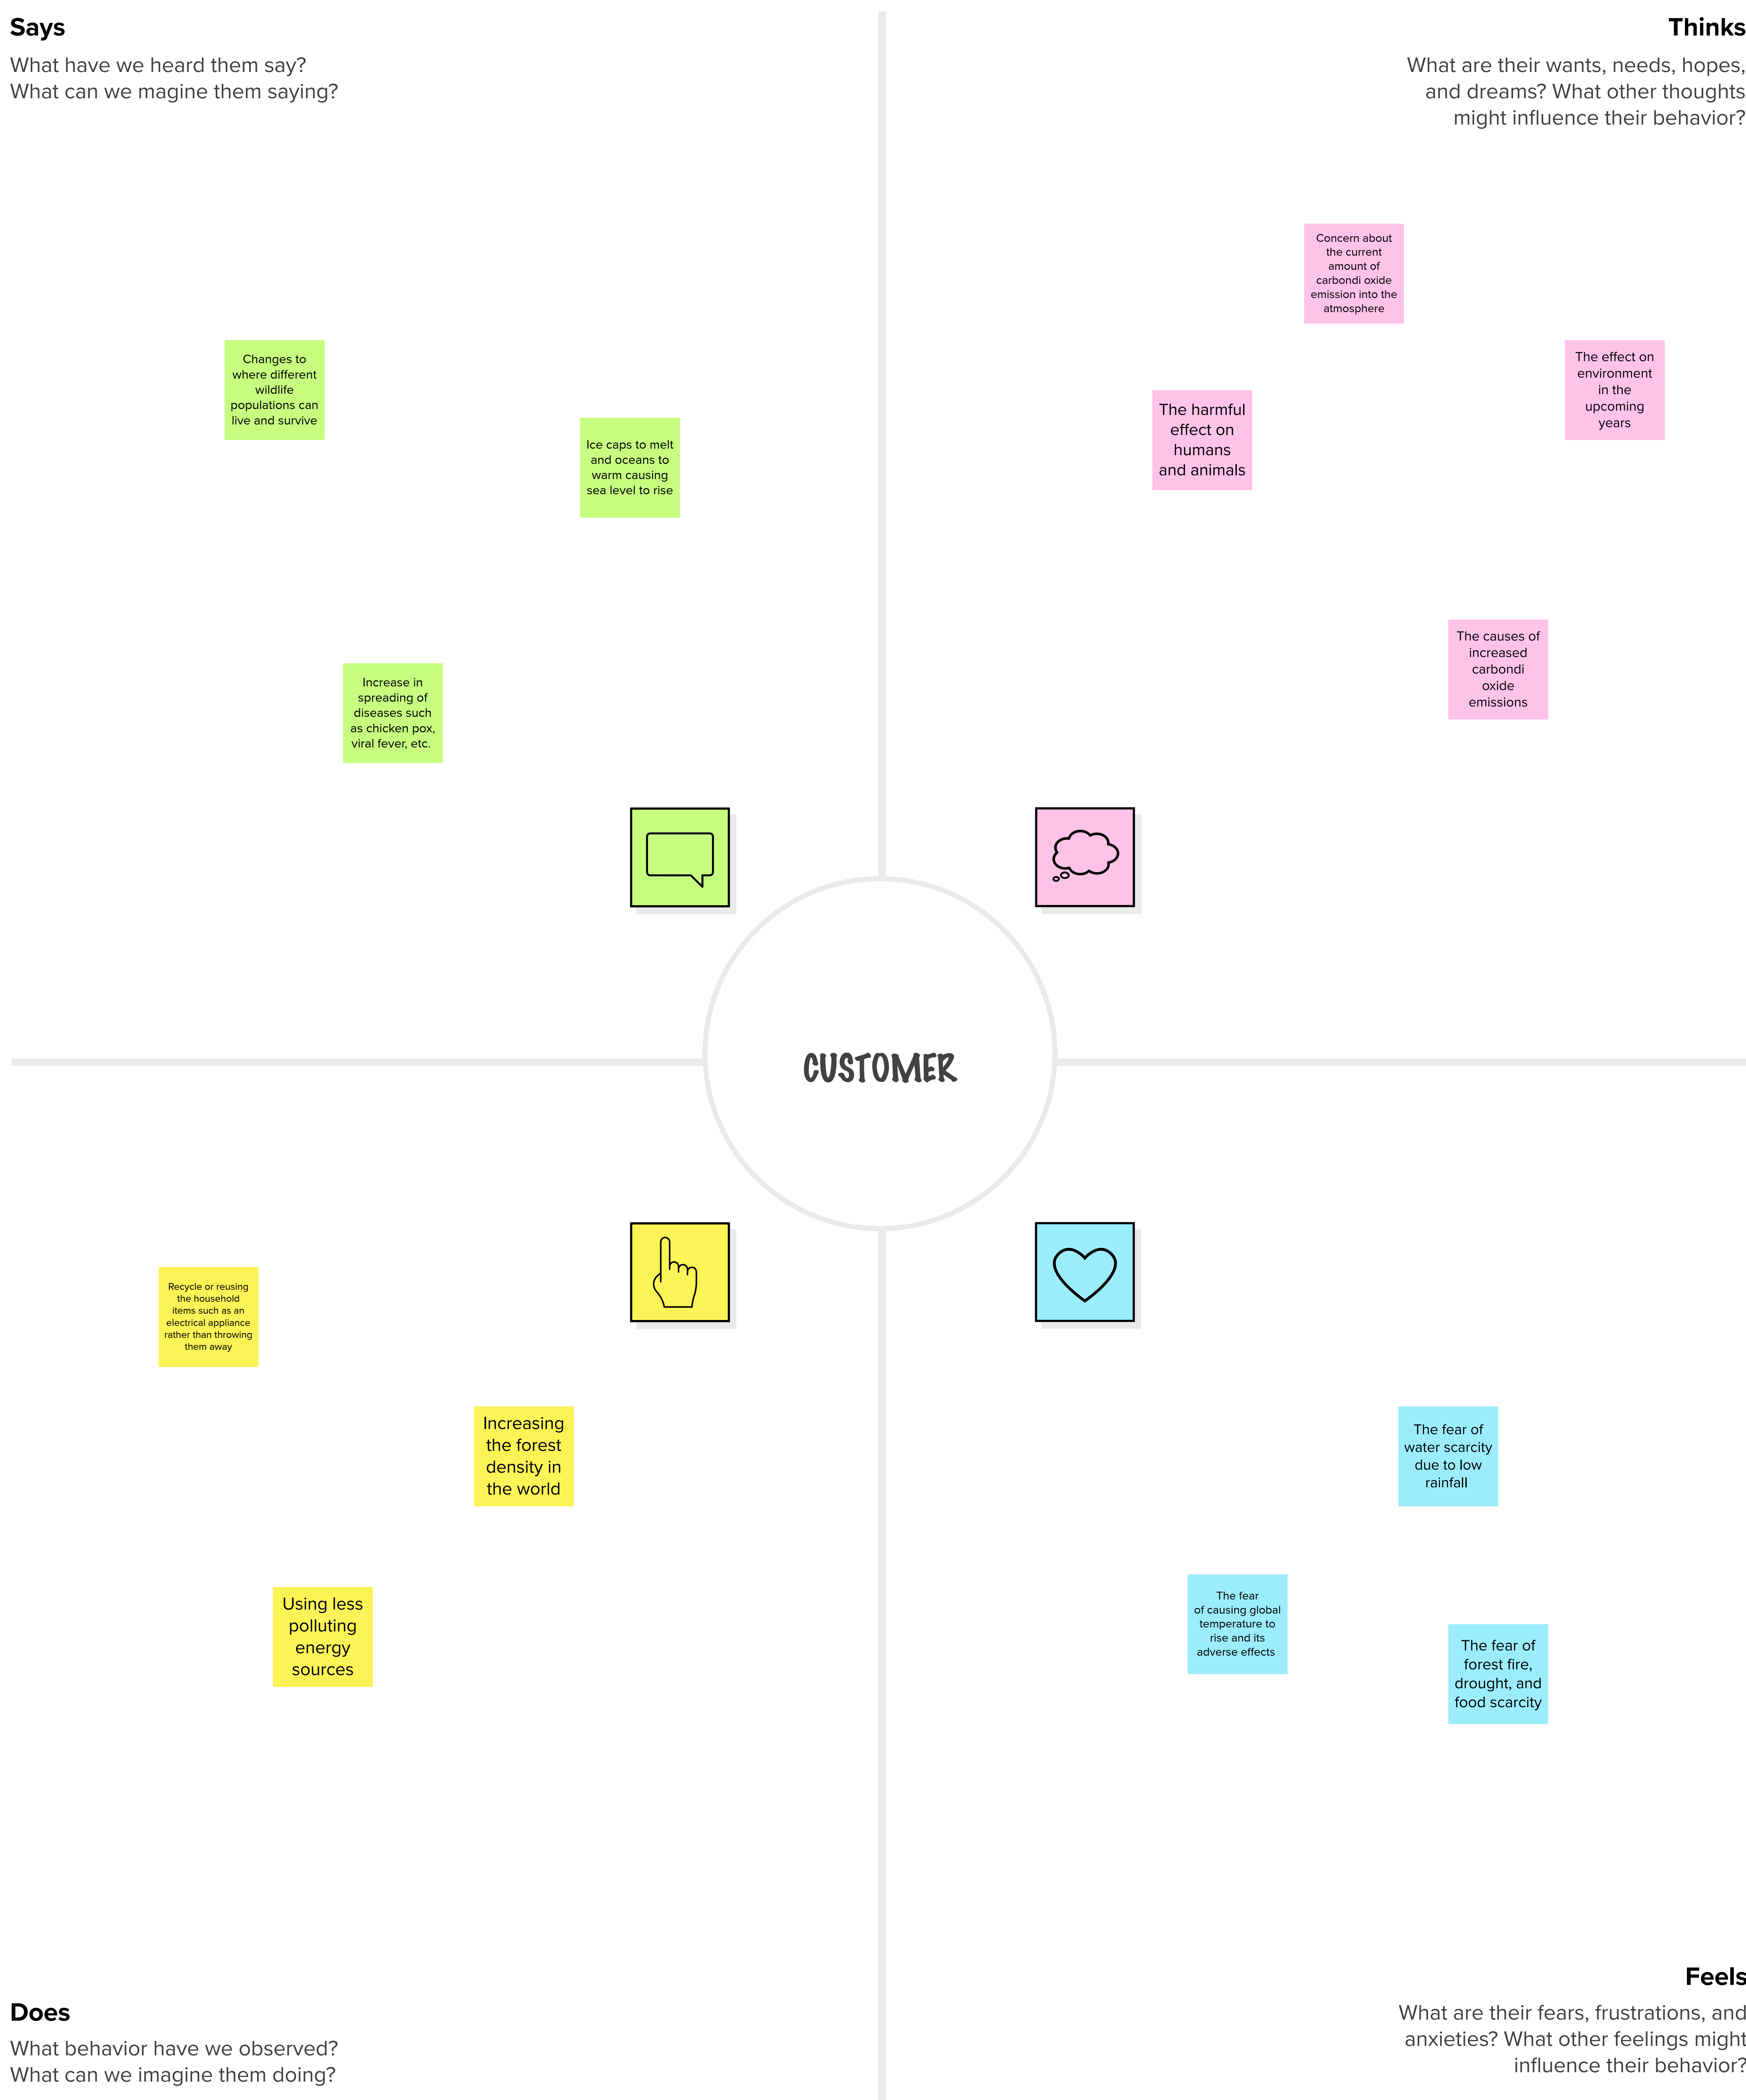 Says
What have we heard them say?
What can we magine them saying?
Thinks
What are their wants, needs, hopes,
and dreams? What other thoughts
might influence their behavior?
Changes to
where different
wildlife
populations can
live and survive
Ice caps to melt
and oceans to
warm causing
sea level to rise
Increase in
spreading of
diseases such
as chicken pox,
viral fever, etc.
Concern about
the current
amount of
carbondi oxide
emission into the
atmosphere
The effect on
environment
in the
upcoming
years
The harmful
effect on
humans
and animals
The causes of
increased
carbondi
oxide
emissions
CUSTOMER
Recycle or reusing
the household
items such as an
electrical appliance
rather than throwing
them away
Increasing
the forest
density in
the world
Using less
polluting
energy
sources
The fear of
water scarcity
due to low
rainfall
The fear
of causing global
temperature to
rise and its
adverse effects
The fear of
forest fire,
drought, and
food scarcity
Does
What behavior have we observed?
What can we imagine them doing?
Feels
What are their fears, frustrations, and
anxieties? What other feelings might
influence their behavior?